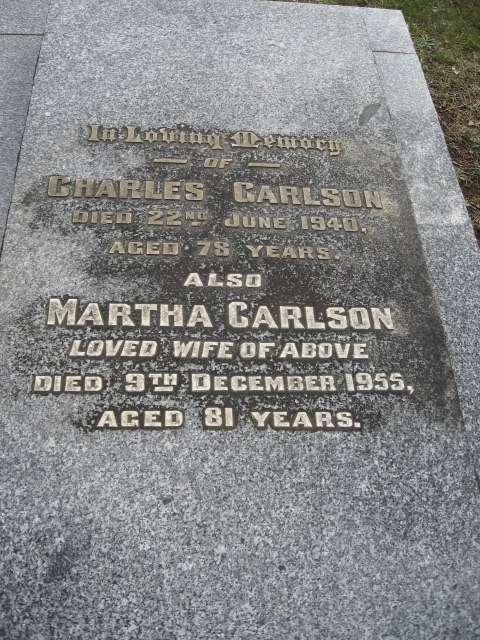 In Loving Memory
— OF —
CHARLES CARLSON
DIED 22ND JUNE 1940,
AGED 78 YEARS.
ALSO
MARTHA CARLSON
LOVED WIFE OF ABOVE
DIED 9TH DECEMBER 1955,
AGED 81 YEARS.